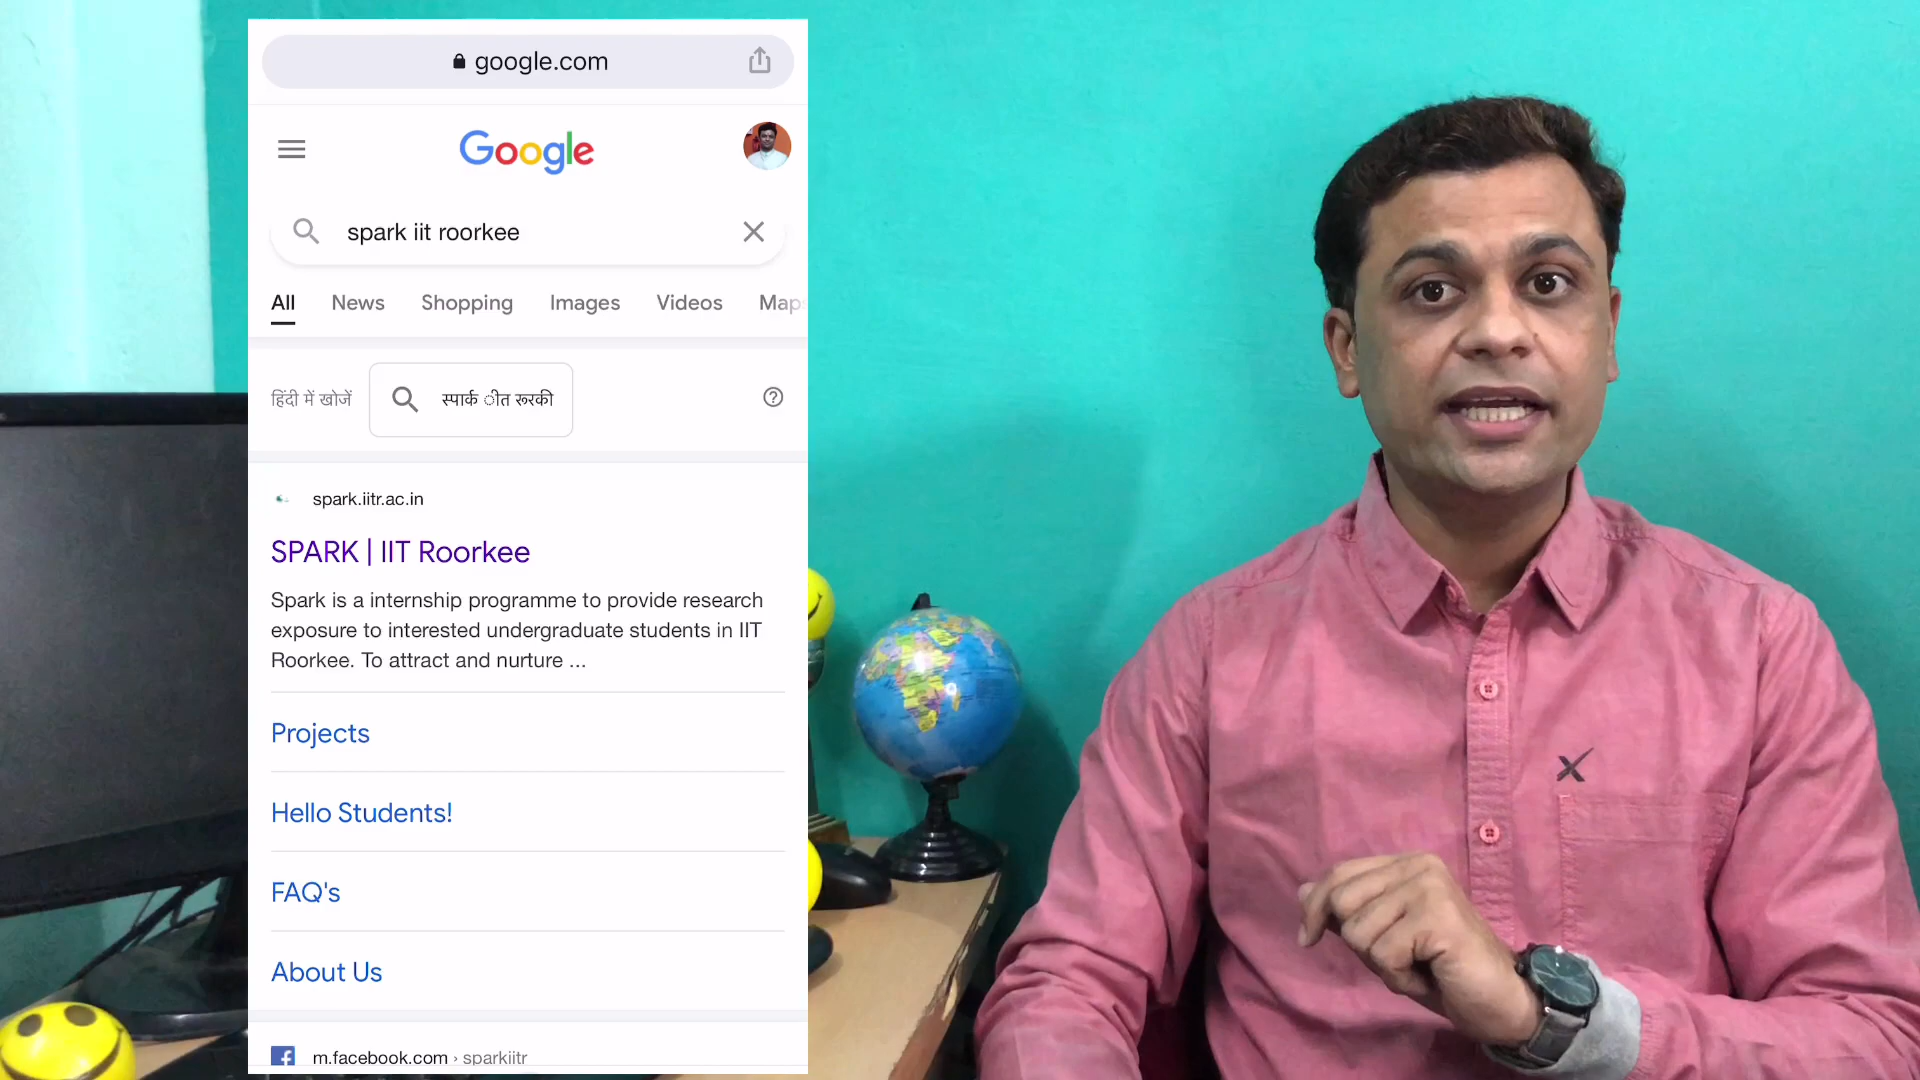 google.com
Google
spark iit roorkee
All News Shopping Images Videos Maps
हिंदी में खोजें स्पार्क ीत रूरकी
spark.iitr.ac.in
SPARK | IIT Roorkee
Spark is a internship programme to provide research
exposure to interested undergraduate students in IIT
Roorkee. To attract and nurture ...
Projects
Hello Students!
FAQ's
About Us
m.facebook.com › sparkiitr